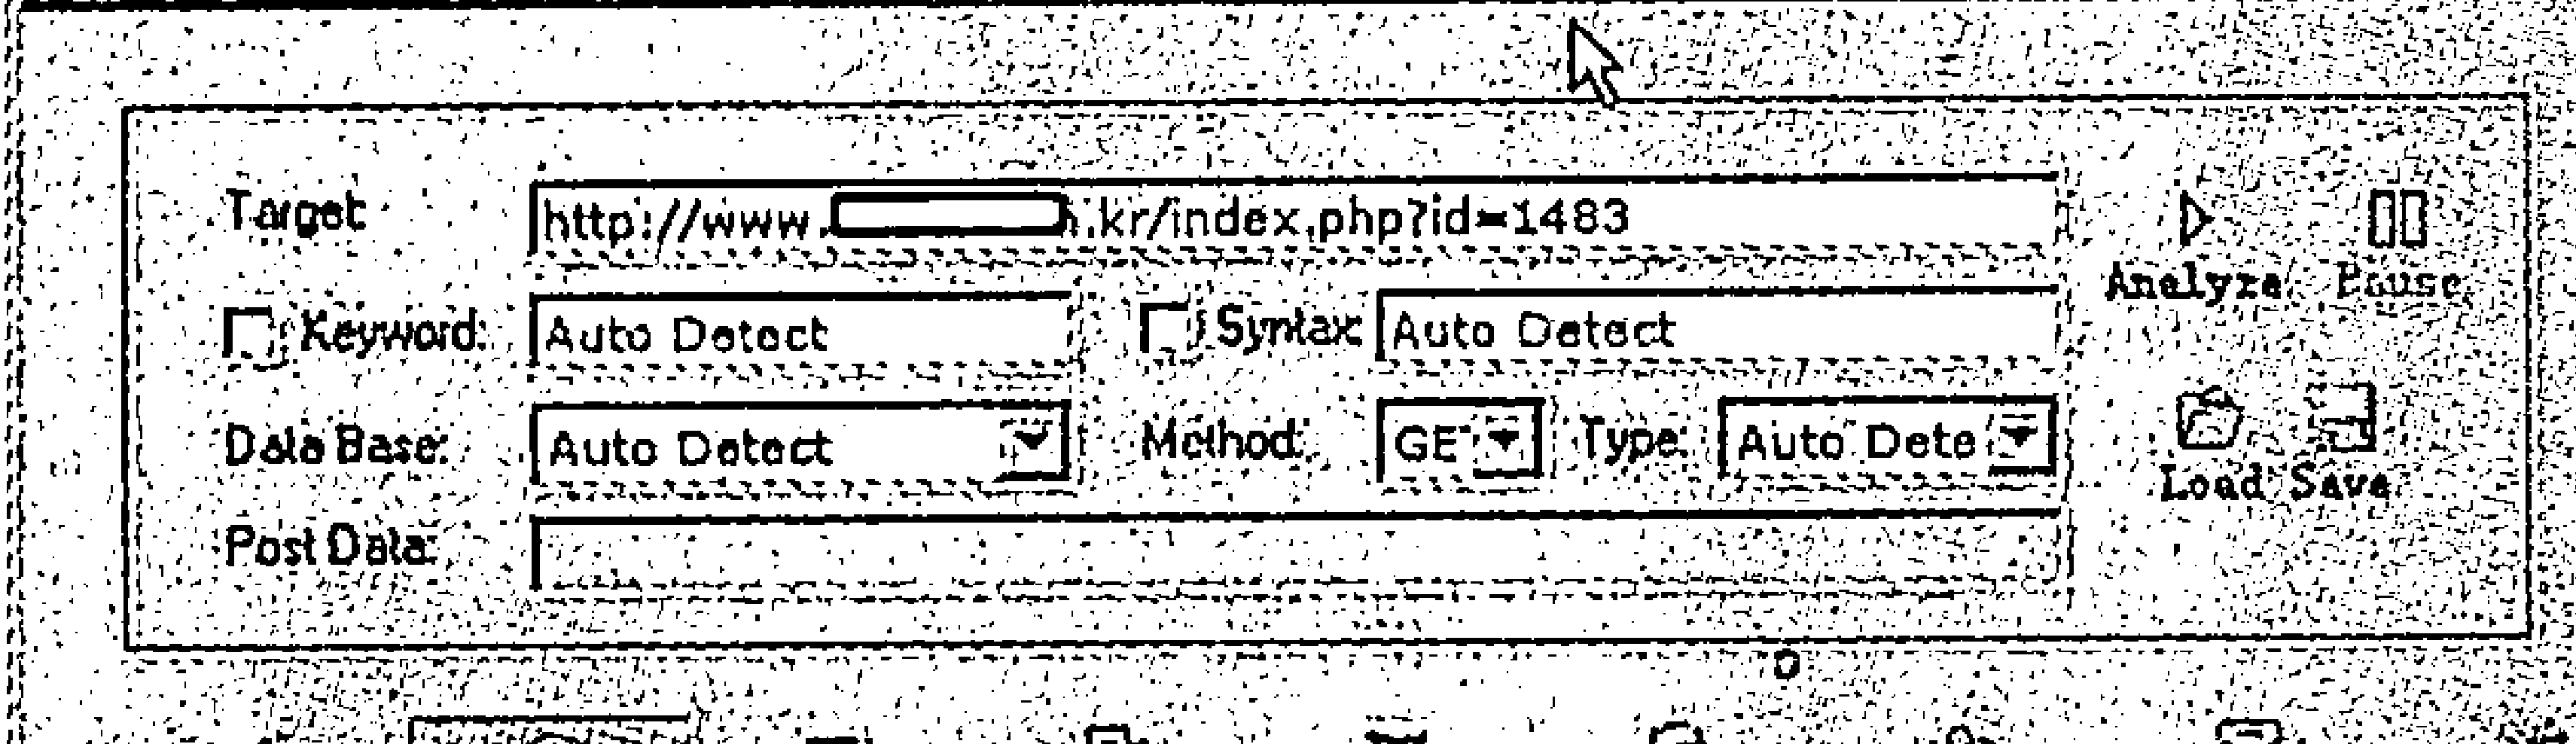 Target http://www. h.kr/index.php?id=1483
Analyze Pause
Keyword: Auto Detect Syntax: Auto Detect
Data Base: Auto Detect Method: GE Type: Auto Dete
Load Save
Post Data: